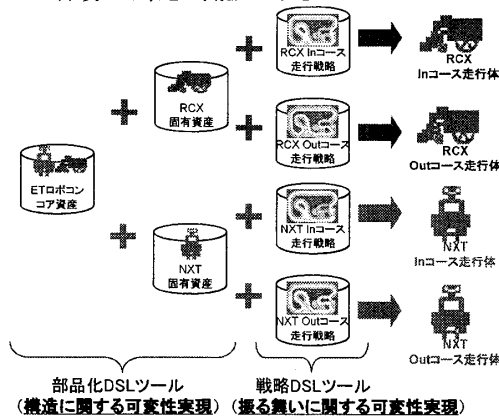 RCX Inコース
走行戦略
RCX
Inコース走行体
RCX
固有資産
RCX Outコース
走行戦略
RCX
Outコース走行体
ETロボコン
コア資産
NXT Inコース
走行戦略
NXT
Inコース走行体
NXT
固有資産
NXT Outコース
走行戦略
NXT
Outコース走行体
部品化DSLツール
(構造に関する可変性実現)
戦略DSLツール
(振る舞いに関する可変性実現)